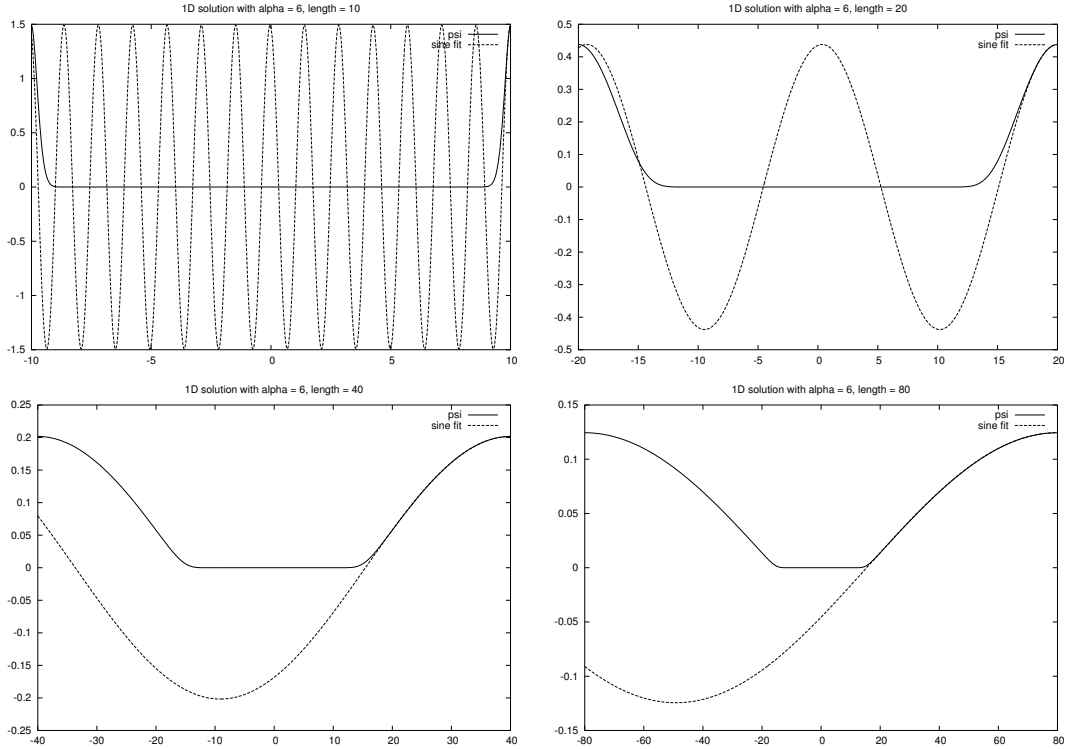 1D solution with alpha = 6, length = 10
psi
sine fit
1.5
1
0.5
0
-0.5
-1
-1.5
-10 -5 0 5 10
1D solution with alpha = 6, length = 20
psi
sine fit
0.5
0.4
0.3
0.2
0.1
0
-0.1
-0.2
-0.3
-0.4
-0.5
-20 -15 -10 -5 0 5 10 15 20
1D solution with alpha = 6, length = 40
psi
sine fit
0.25
0.2
0.15
0.1
0.05
0
-0.05
-0.1
-0.15
-0.2
-0.25
-40 -30 -20 -10 0 10 20 30 40
1D solution with alpha = 6, length = 80
psi
sine fit
0.15
0.1
0.05
0
-0.05
-0.1
-0.15
-80 -60 -40 -20 0 20 40 60 80